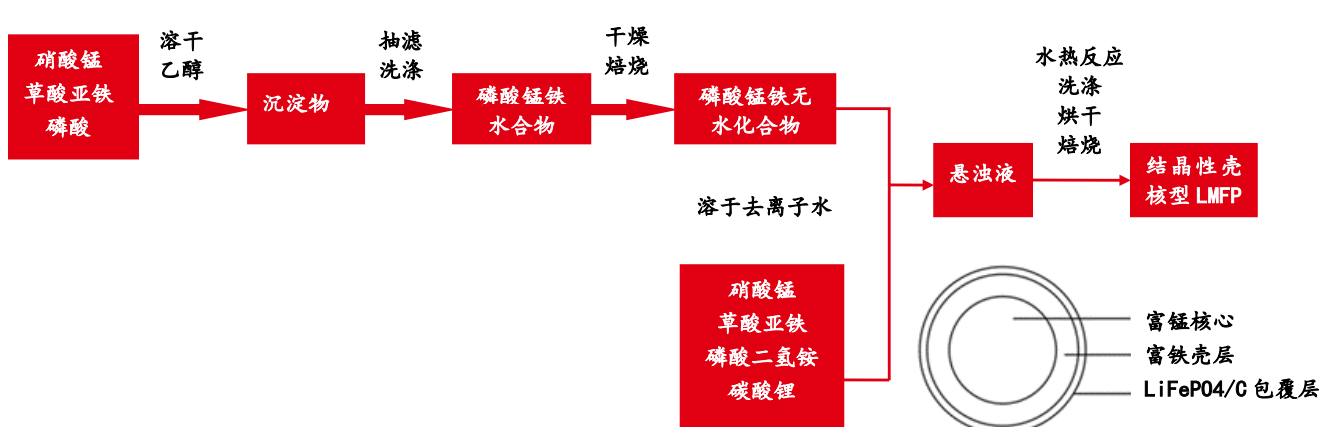 硝酸锰
草酸亚铁
磷酸
溶干
乙醇
沉淀物
抽滤
洗涤
磷酸锰铁
水合物
干燥
焙烧
磷酸锰铁无
水化合物
溶于去离子水
硝酸锰
草酸亚铁
磷酸二氢铵
碳酸锂
悬浊液
水热反应
洗涤
烘干
焙烧
结晶性壳
核型 LMFP
富锰核心
富铁壳层
LiFePO4/C 包覆层